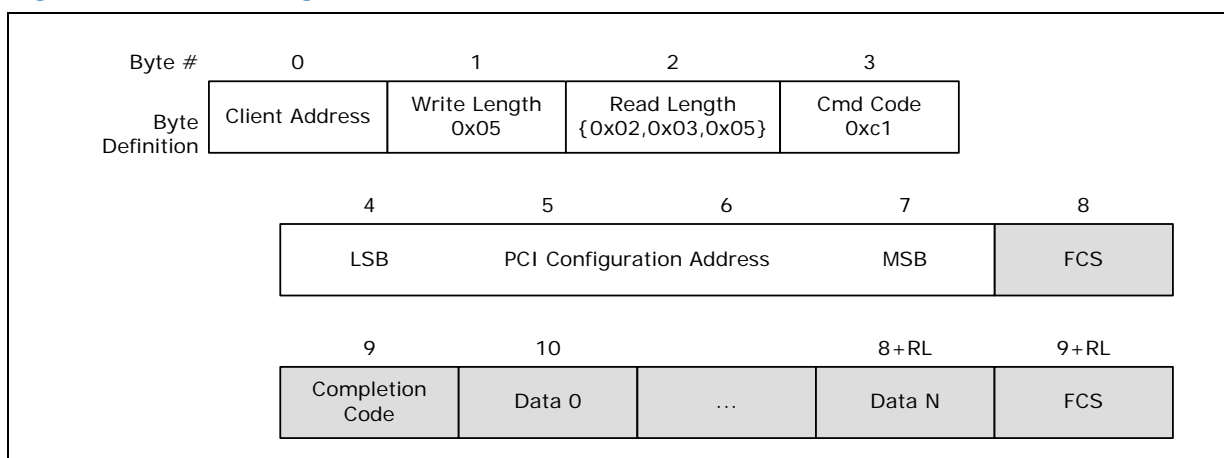 Byte # 0 1 2 3
Byte Definition Client Address Write Length 0x05 Read Length {0x02,0x03,0x05} Cmd Code 0xc1
4 5 6 7 8
LSB PCI Configuration Address MSB FCS
9 10 8+RL 9+RL
Completion Code Data 0 ... Data N FCS